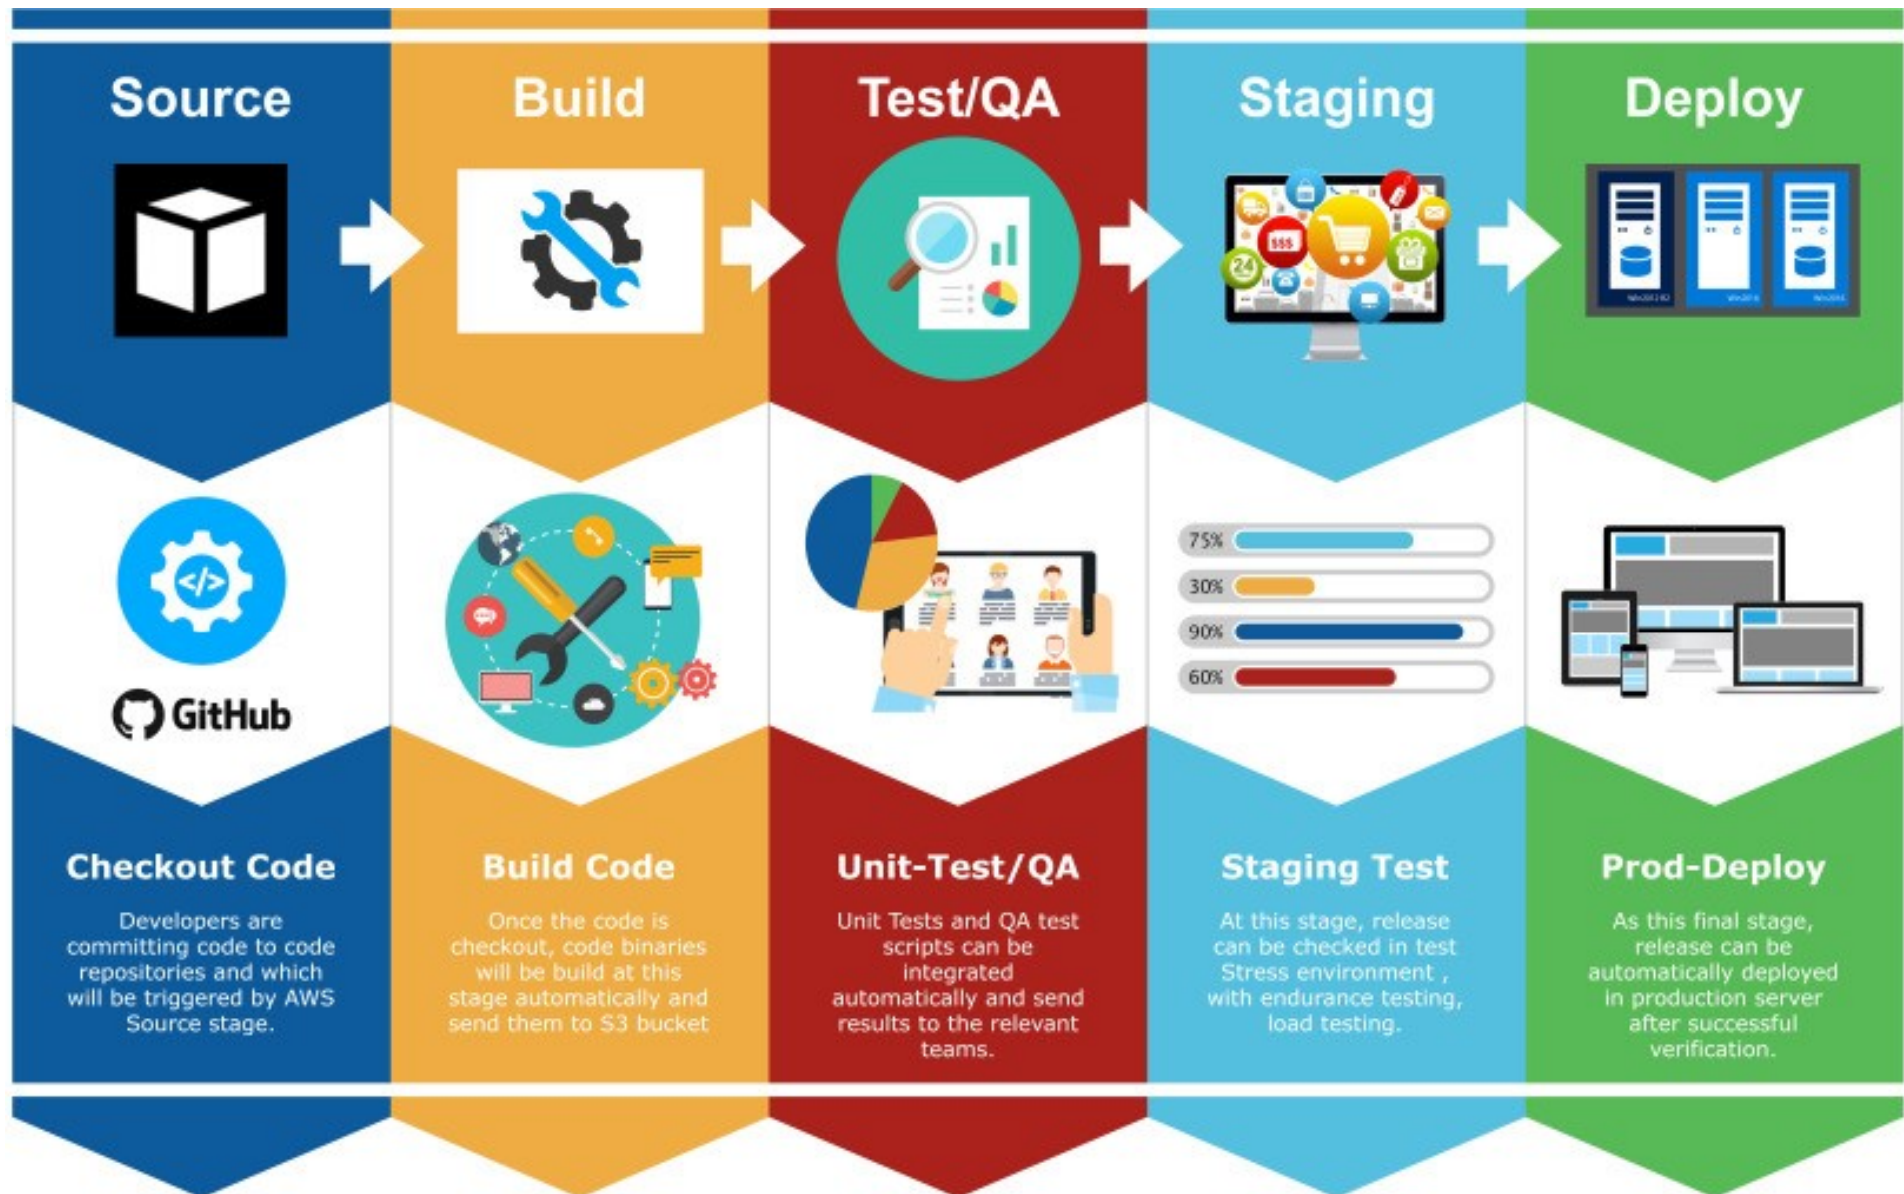 Source
Build
Test/QA
Staging
Deploy
$$$
24
GitHub
75%
30%
90%
60%
Checkout Code
Developers are
committing code to code
repositories and which
will be triggered by AWS
Source stage.
Build Code
Once the code is
checkout, code binaries
will be build at this
stage automatically and
send them to S3 bucket
Unit-Test/QA
Unit Tests and QA test
scripts can be
integrated
automatically and send
results to the relevant
teams.
Staging Test
At this stage, release
can be checked in test
Stress environment ,
with endurance testing,
load testing.
Prod-Deploy
As this final stage,
release can be
automatically deployed
in production server
after successful
verification.